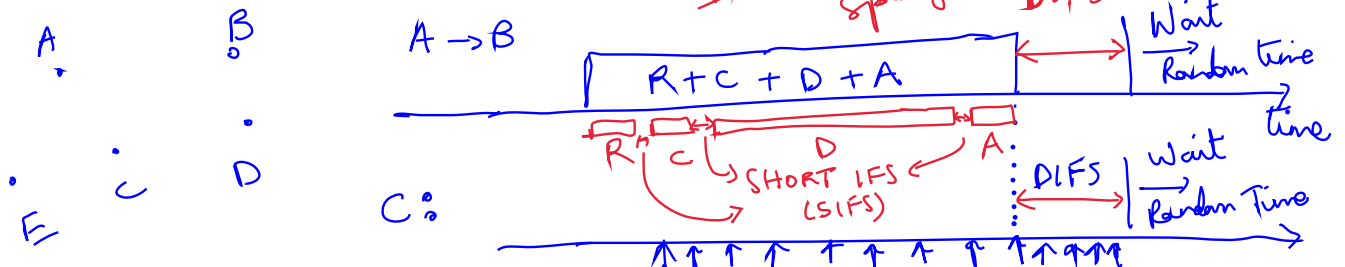 A
B
C
D
E
A → B
R + C + D + A
Wait
Random time
time
R
C
D
A
SHORT IFS
(SIFS)
C:
DIFS
Wait
Random Time